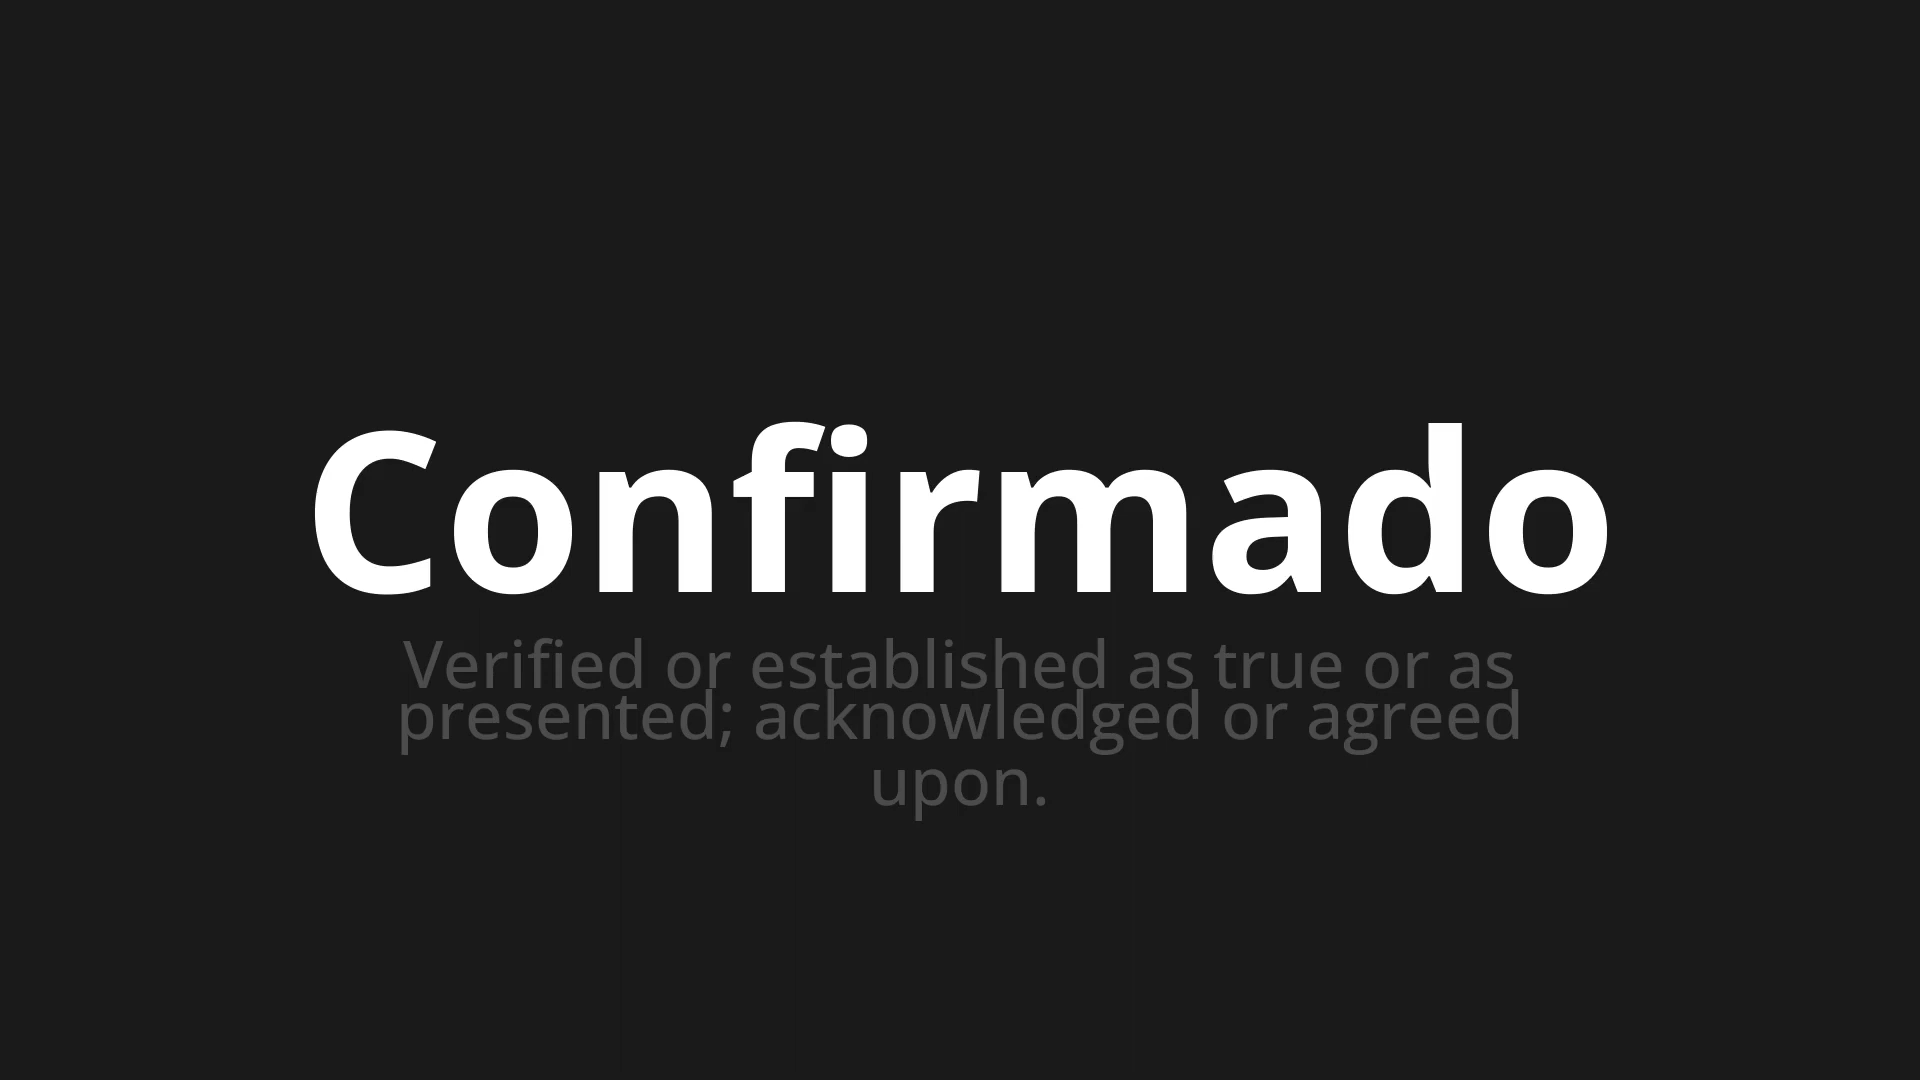 Confirmado
Verified or established as true or as
presented; acknowledged or agreed
upon.